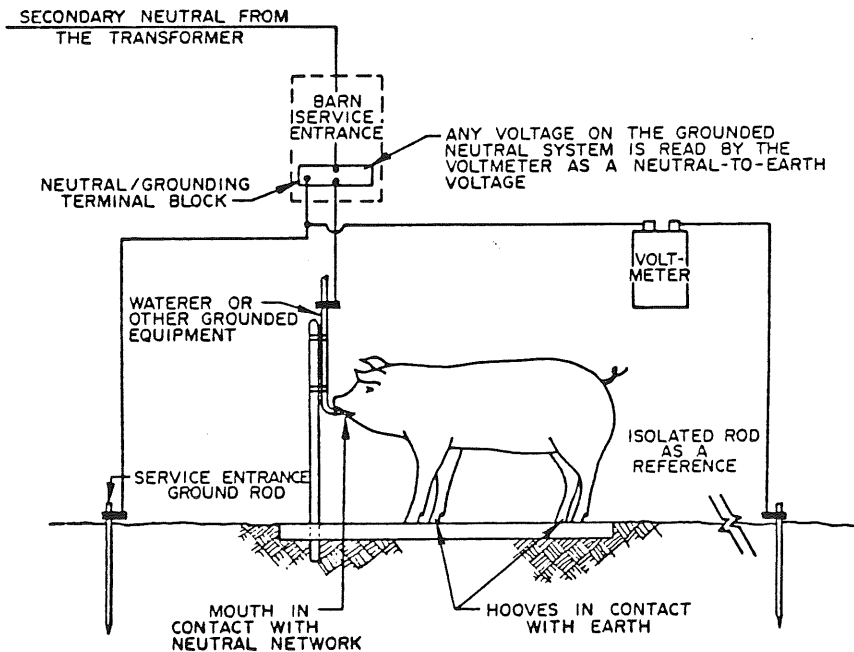 SECONDARY NEUTRAL FROM
THE TRANSFORMER
BARN
SERVICE
ENTRANCE
ANY VOLTAGE ON THE GROUNDED
NEUTRAL SYSTEM IS READ BY THE
VOLTMETER AS A NEUTRAL-TO-EARTH
VOLTAGE
NEUTRAL/GROUNDING
TERMINAL BLOCK
VOLT-
METER
WATERER OR
OTHER GROUNDED
EQUIPMENT
ISOLATED ROD
AS A
REFERENCE
SERVICE ENTRANCE
GROUND ROD
MOUTH IN
CONTACT WITH
NEUTRAL NETWORK
HOOVES IN CONTACT
WITH EARTH